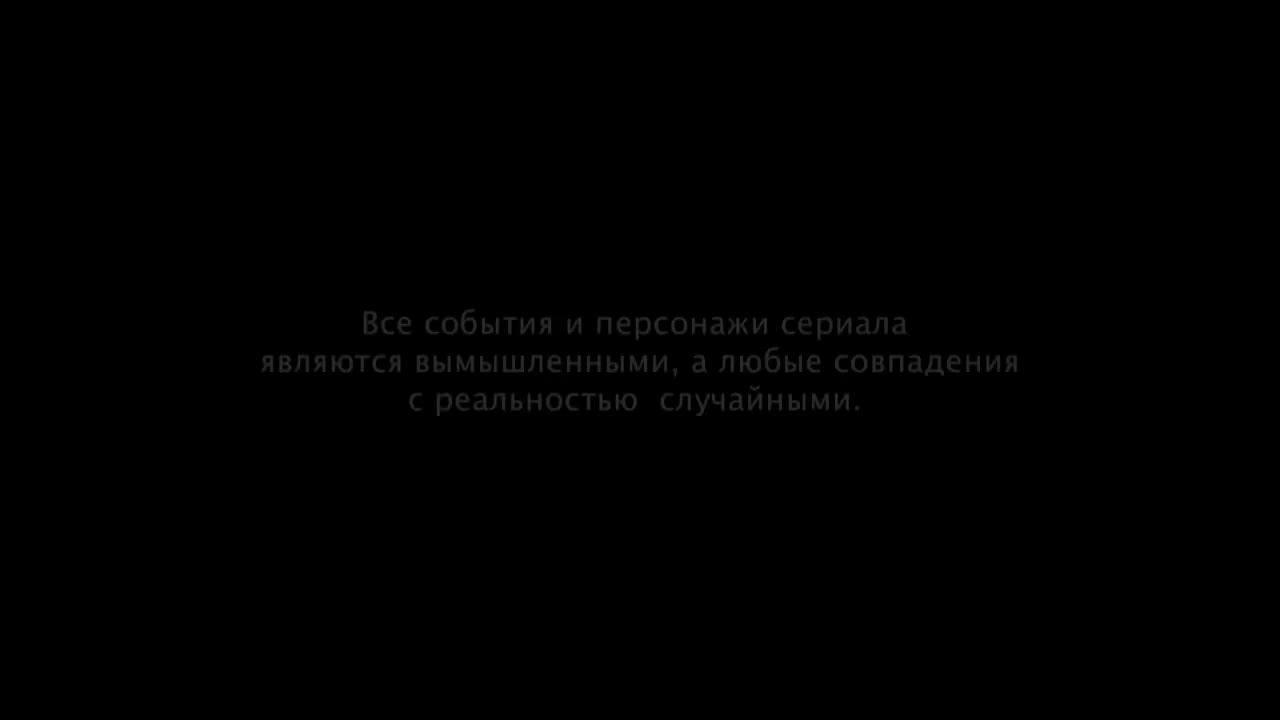 Все события и персонажи сериала
являются вымышленными, а любые совпадения
с реальностью  случайными.